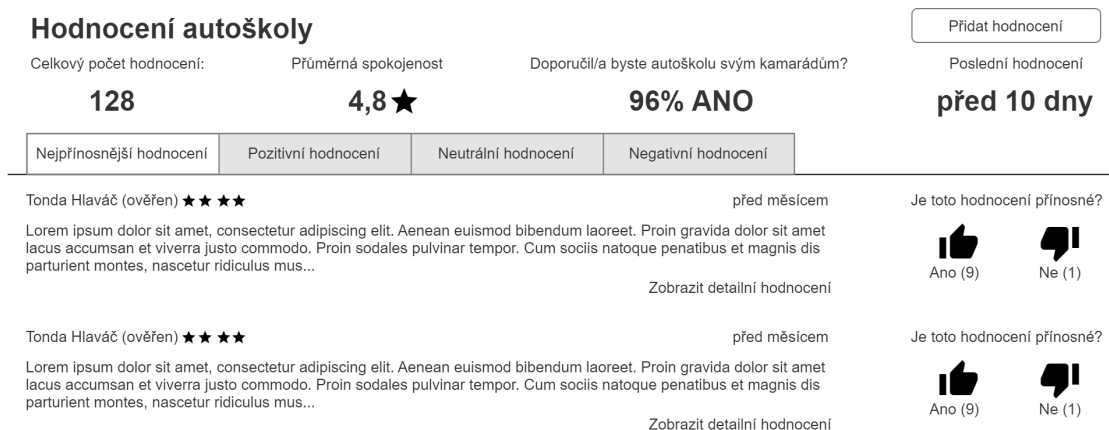 Hodnocení autoškoly
Přidat hodnocení
Celkový počet hodnocení:
128
Přůměrná spokojenost
4,8
Doporučil/a byste autoškolu svým kamarádům?
96% ANO
Poslední hodnocení
před 10 dny
Nejpřínosnější hodnocení
Pozitivní hodnocení
Neutrální hodnocení
Negativní hodnocení
Tonda Hlaváč (ověřen)
před měsícem
Lorem ipsum dolor sit amet, consectetur adipiscing elit. Aenean euismod bibendum laoreet. Proin gravida dolor sit amet
lacus accumsan et viverra justo commodo. Proin sodales pulvinar tempor. Cum sociis natoque penatibus et magnis dis
parturient montes, nascetur ridiculus mus...
Zobrazit detailní hodnocení
Je toto hodnocení přínosné?
Ano (9)
Ne (1)
Tonda Hlaváč (ověřen)
před měsícem
Lorem ipsum dolor sit amet, consectetur adipiscing elit. Aenean euismod bibendum laoreet. Proin gravida dolor sit amet
lacus accumsan et viverra justo commodo. Proin sodales pulvinar tempor. Cum sociis natoque penatibus et magnis dis
parturient montes, nascetur ridiculus mus...
Zobrazit detailní hodnocení
Je toto hodnocení přínosné?
Ano (9)
Ne (1)